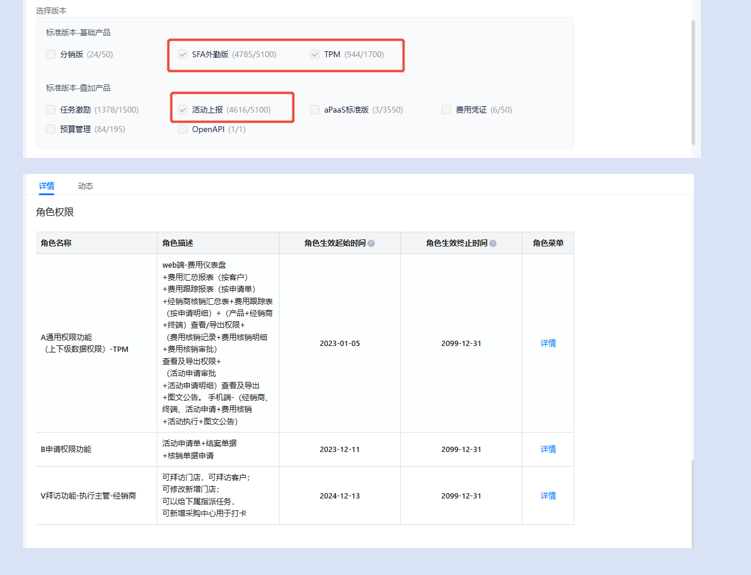 选择版本
标准版本-基础产品
分销版 (24/50)
SFA外勤版 (4785/5100)
TPM (944/1700)
标准版本-叠加产品
任务激励 (1378/1500)
活动上报 (4616/5100)
aPaaS标准版 (3/3550)
费用凭证 (6/50)
预算管理 (84/195)
OpenAPI (1/1)
详情 动态
角色权限
角色名称 角色描述 角色生效起始时间 角色生效终止时间 角色菜单
A通用权限功能
（上下级数据权限）-TPM
web端-费用仪表盘
+费用汇总报表（按客户）
+费用跟踪报表（按申请单）
+经销商核销汇总表+费用跟踪表
（按申请明细）+（产品+经销商
+终端）查看/导出权限+
（费用核销记录+费用核销明细
+费用核销审批）
查看及导出权限+
（活动申请审批
+活动申请明细）查看及导出
+图文公告。 手机端-（经销商、
终端、活动申请+费用核销
+活动执行+图文公告）
2023-01-05
2099-12-31
详情
B申请权限功能
活动申请单+结案单据
+核销单据申请
2023-12-11
2099-12-31
详情
V拜访功能-执行主管-经销商
可拜访门店，可拜访客户；
可修改新增门店；
可以给下属指派任务，
可新增采购中心用于打卡
2024-12-13
2099-12-31
详情